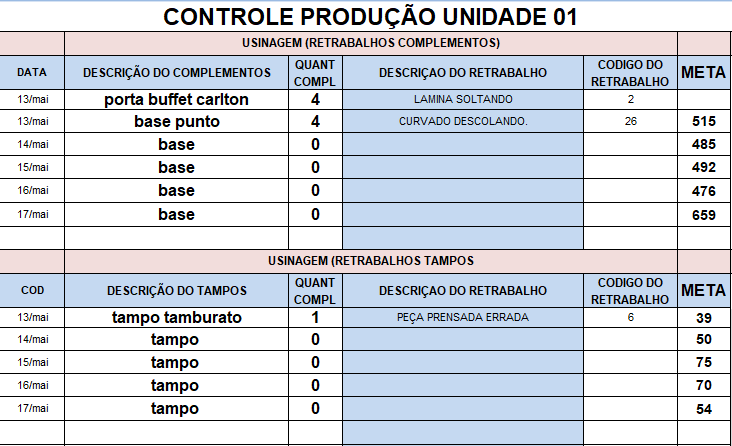 CONTROLE PRODUÇÃO UNIDADE 01
USINAGEM (RETRABALHOS COMPLEMENTOS)
DATA DESCRIÇÃO DO COMPLEMENTOS QUANT COMPL DESCRIÇAO DO RETRABALHO CODIGO DO RETRABALHO META
13/mai porta buffet carlton 4 LAMINA SOLTANDO 2
13/mai base punto 4 CURVADO DESCOLANDO. 26 515
14/mai base 0 485
15/mai base 0 492
16/mai base 0 476
17/mai base 0 659
USINAGEM (RETRABALHOS TAMPOS
COD DESCRIÇÃO DO TAMPOS QUANT COMPL DESCRIÇAO DO RETRABALHO CODIGO DO RETRABALHO META
13/mai tampo tamburato 1 PEÇA PRENSADA ERRADA 6 39
14/mai tampo 0 50
15/mai tampo 0 75
16/mai tampo 0 70
17/mai tampo 0 54